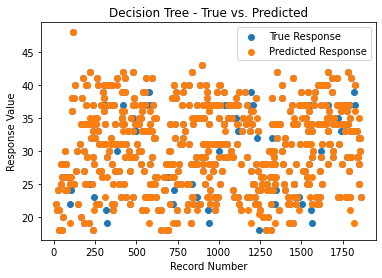 Decision Tree - True vs. Predicted
True Response
Predicted Response
Response Value
45
40
35
30
25
20
0
250
500
750
1000
1250
1500
1750
Record Number